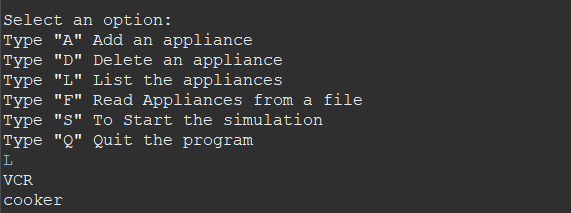 Select an option:
Type "A" Add an appliance
Type "D" Delete an appliance
Type "L" List the appliances
Type "F" Read Appliances from a file
Type "S" To Start the simulation
Type "Q" Quit the program
L
VCR
cooker